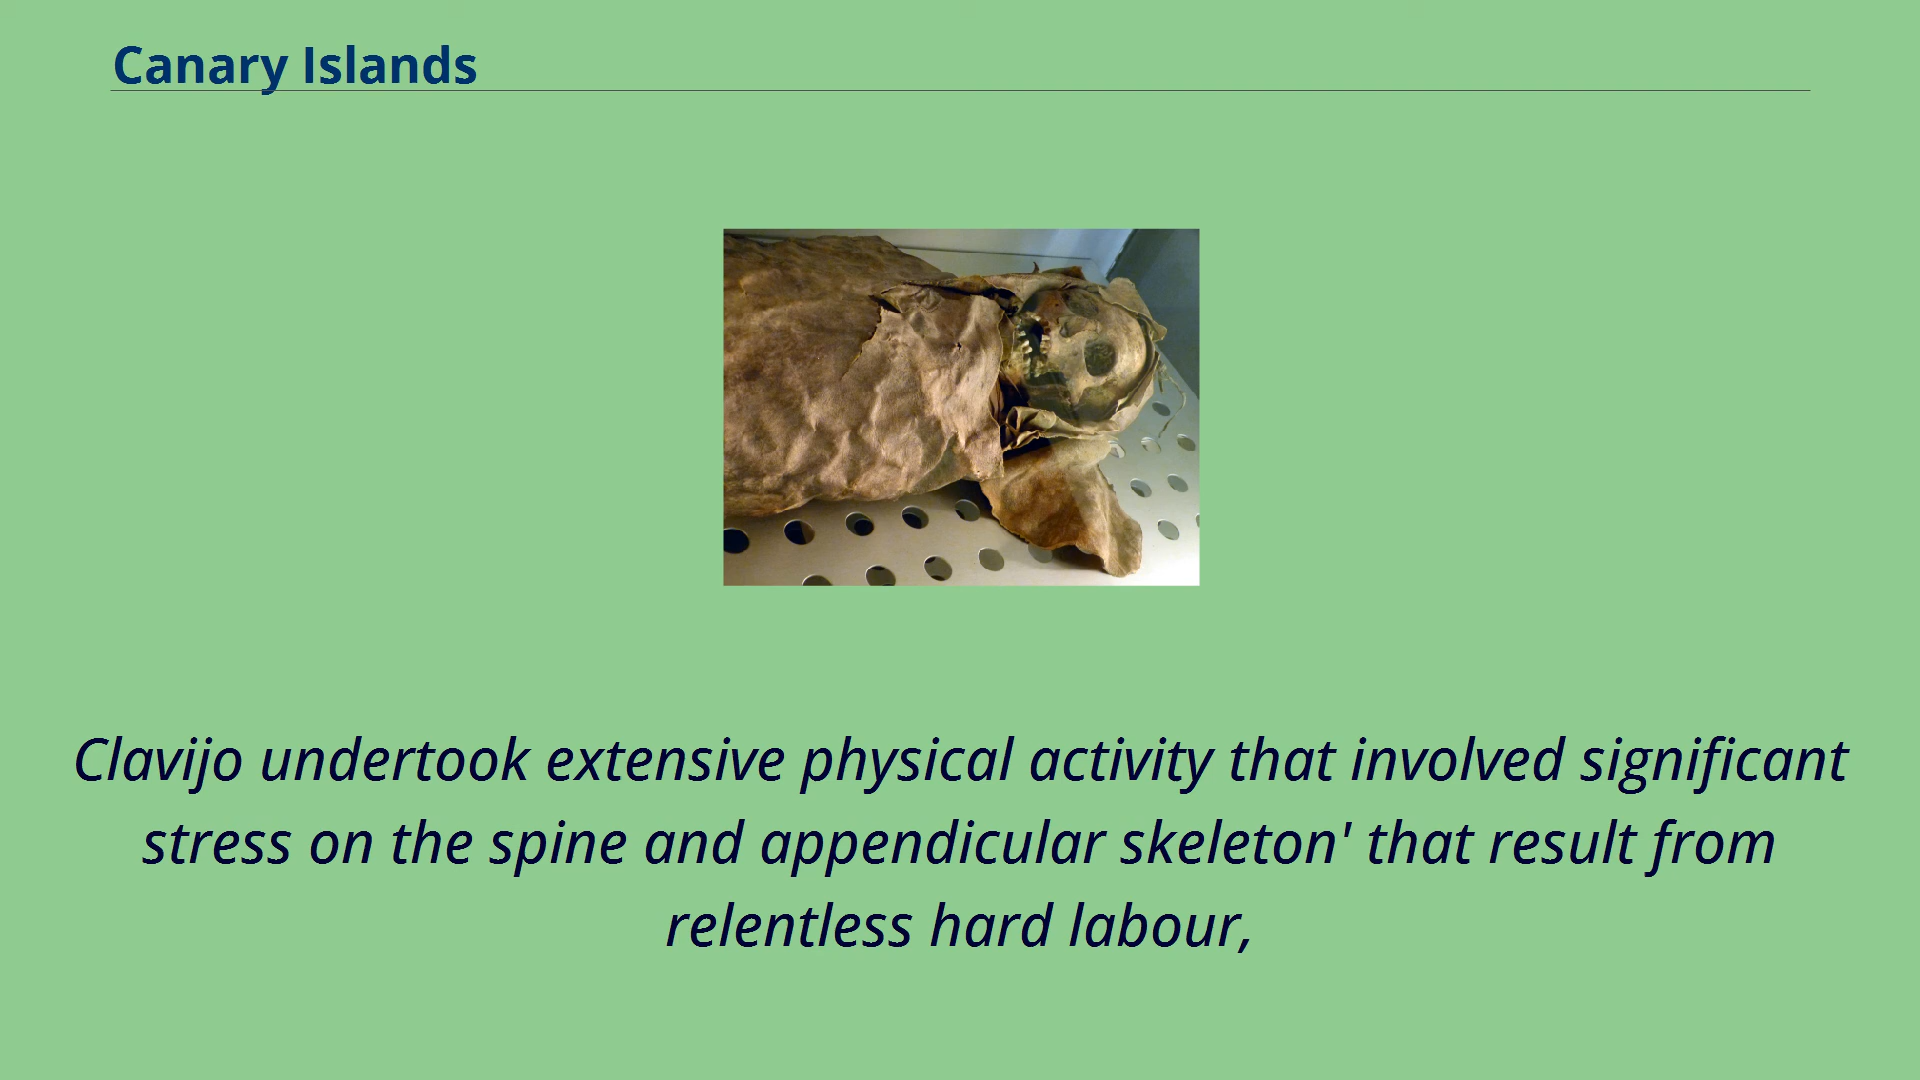 Canary Islands
Clavijo undertook extensive physical activity that involved significant
stress on the spine and appendicular skeleton' that result from
relentless hard labour,